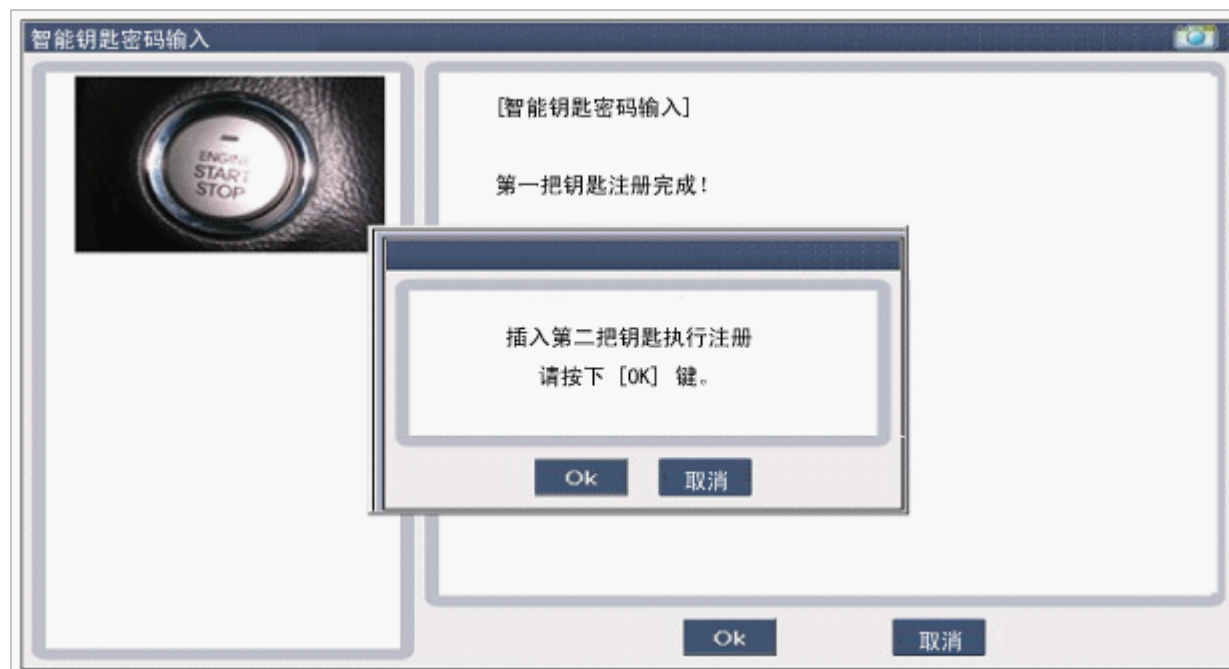 智能钥匙密码输入
ENGINE
START
STOP
[智能钥匙密码输入]
第一把钥匙注册完成!
插入第二把钥匙执行注册
请按下 [OK] 键。
Ok
取消
Ok
取消